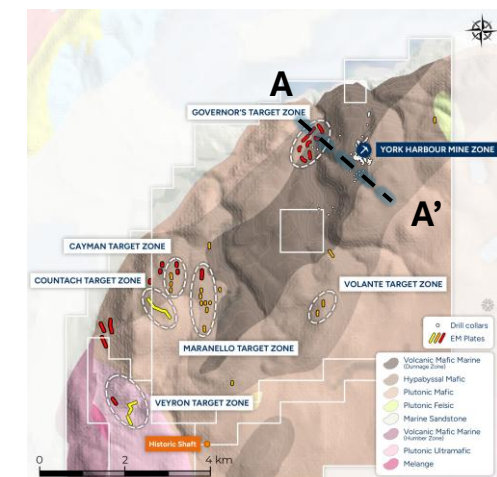 A
GOVERNOR'S TARGET ZONE
YORK HARBOUR MINE ZONE
A'
CAYMAN TARGET ZONE
COUNTACH TARGET ZONE
VOLANTE TARGET ZONE
MARANELLO TARGET ZONE
VEYRON TARGET ZONE
Historic Shaft
0 2 4 km
Drill collars
EM Plates
Volcanic Mafic Marine
(Dunnage Zone)
Hypabyssal Mafic
Plutonic Mafic
Plutonic Felsic
Marine Sandstone
Volcanic Mafic Marine
(Humber Zone)
Plutonic Ultramafic
Melange